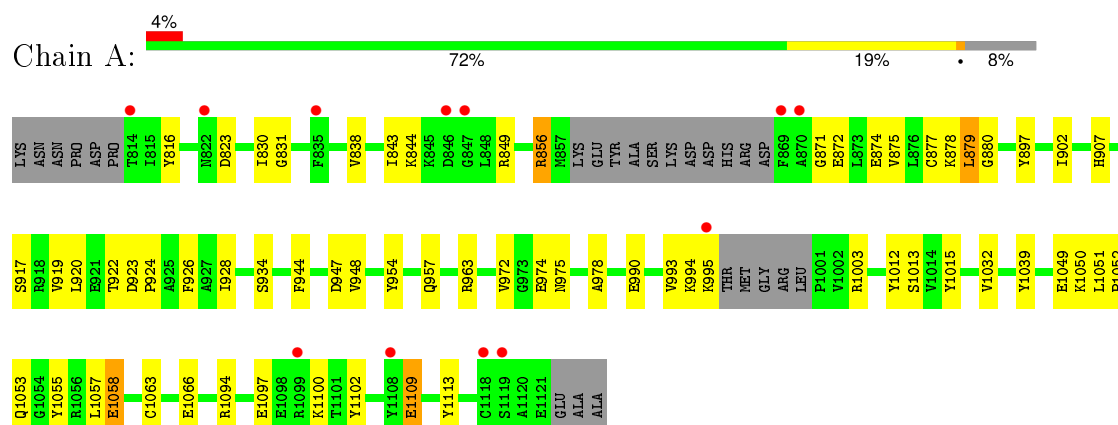 4%
Chain A:
72% 19% • 8%
LYS ASN ASN PRO ASP PRO T814 I815 Y816 N822 D823 I830 G831 F835 V838 I843 K844 K845 D846 G847 L848 R849 R856 M857 LYS GLU TYR ALA SER LYS ASP ASP HIS ARG ASP F869 A870 G871 E872 L873 E874 V875 L876 C877 K878 L879 G880 Y897 I902 H907
S917 R918 V919 L920 E921 T922 D923 P924 A925 F926 A927 I928 S934 F944 D947 V948 Y954 Q957 R963 V972 G973 E974 N975 A978 E990 V993 K994 K995 THR MET GLY ARG LEU P1001 V1002 R1003 Y1012 S1013 V1014 Y1015 V1032 Y1039 E1049 K1050 L1051 P1052
Q1053 G1054 Y1055 R1056 L1057 E1058 C1063 E1066 R1094 E1097 E1098 R1099 K1100 T1101 Y1102 Y1108 E1109 Y1113 C1118 S1119 A1120 E1121 GLU ALA ALA